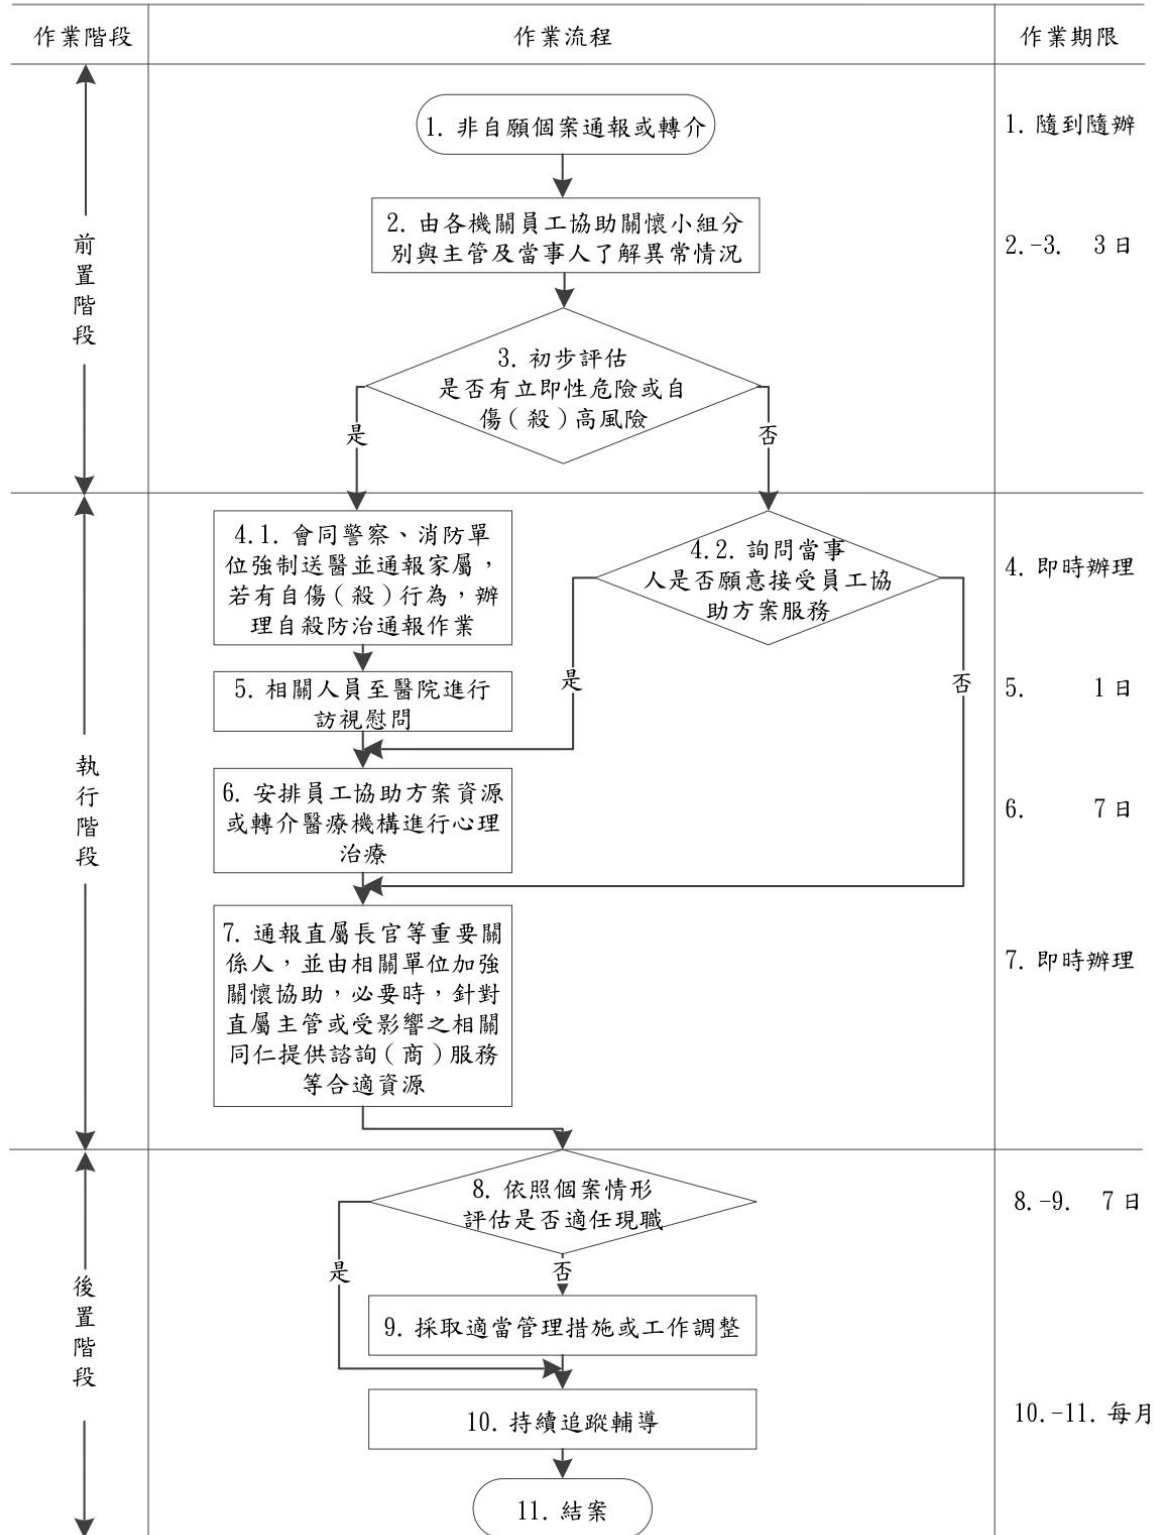 作業階段
作業流程
作業期限
前置階段
1. 非自願個案通報或轉介
1. 隨到隨辦
2. 由各機關員工協助關懷小組分
別與主管及當事人了解異常情況
2.-3. 3日
3. 初步評估
是否有立即性危險或自
傷(殺)高風險
是
否
執行階段
4.1. 會同警察、消防單
位強制送醫並通報家屬，
若有自傷(殺)行為，辦
理自殺防治通報作業
4.2. 詢問當事
人是否願意接受員工協
助方案服務
4. 即時辦理
是
否
5. 相關人員至醫院進行
訪視慰問
5. 1日
6. 安排員工協助方案資源
或轉介醫療機構進行心理
治療
6. 7日
7. 通報直屬長官等重要關
係人，並由相關單位加強
關懷協助，必要時，針對
直屬主管或受影響之相關
同仁提供諮詢(商)服務
等合適資源
7. 即時辦理
後置階段
8. 依照個案情形
評估是否適任現職
8.-9. 7日
是
否
9. 採取適當管理措施或工作調整
10. 持續追蹤輔導
10.-11. 每月
11. 結案